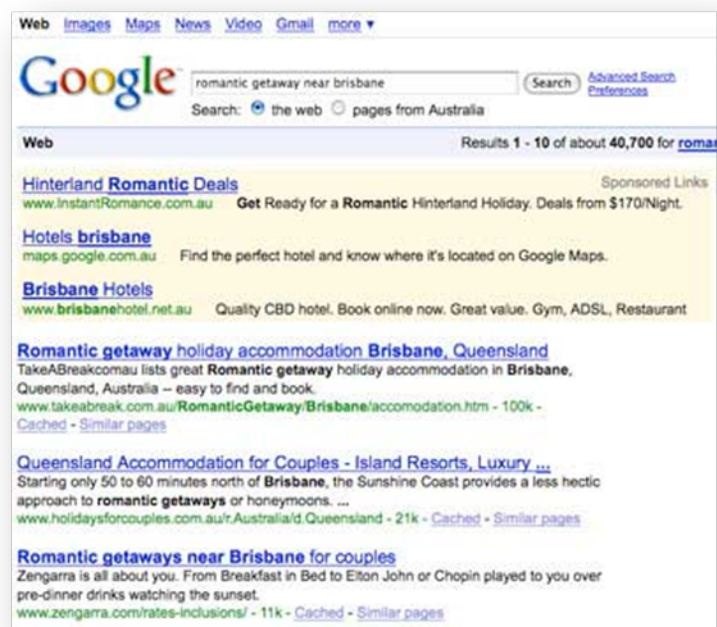 Web Images Maps News Video Gmail more ▼
Google™ romantic getaway near brisbane Search Advanced Search
Preferences
Search: the web pages from Australia
Web Results 1 - 10 of about 40,700 for roman
Hinterland Romantic Deals Sponsored Links
www.InstantRomance.com.au Get Ready for a Romantic Hinterland Holiday. Deals from $170/Night.
Hotels brisbane
maps.google.com.au Find the perfect hotel and know where it's located on Google Maps.
Brisbane Hotels
www.brisbanehotel.net.au Quality CBD hotel. Book online now. Great value. Gym, ADSL, Restaurant
Romantic getaway holiday accommodation Brisbane, Queensland
TakeABreakcomau lists great Romantic getaway holiday accommodation in Brisbane,
Queensland, Australia -- easy to find and book.
www.takeabreak.com.au/RomanticGetaway/Brisbane/accomodation.htm - 100k -
Cached - Similar pages
Queensland Accommodation for Couples - Island Resorts, Luxury ...
Starting only 50 to 60 minutes north of Brisbane, the Sunshine Coast provides a less hectic
approach to romantic getaways or honeymoons. ...
www.holidaysforcouples.com.au/r.Australia/d.Queensland - 21k - Cached - Similar pages
Romantic getaways near Brisbane for couples
Zengarra is all about you. From Breakfast in Bed to Elton John or Chopin played to you over
pre-dinner drinks watching the sunset.
www.zengarra.com/rates-inclusions/ - 11k - Cached - Similar pages